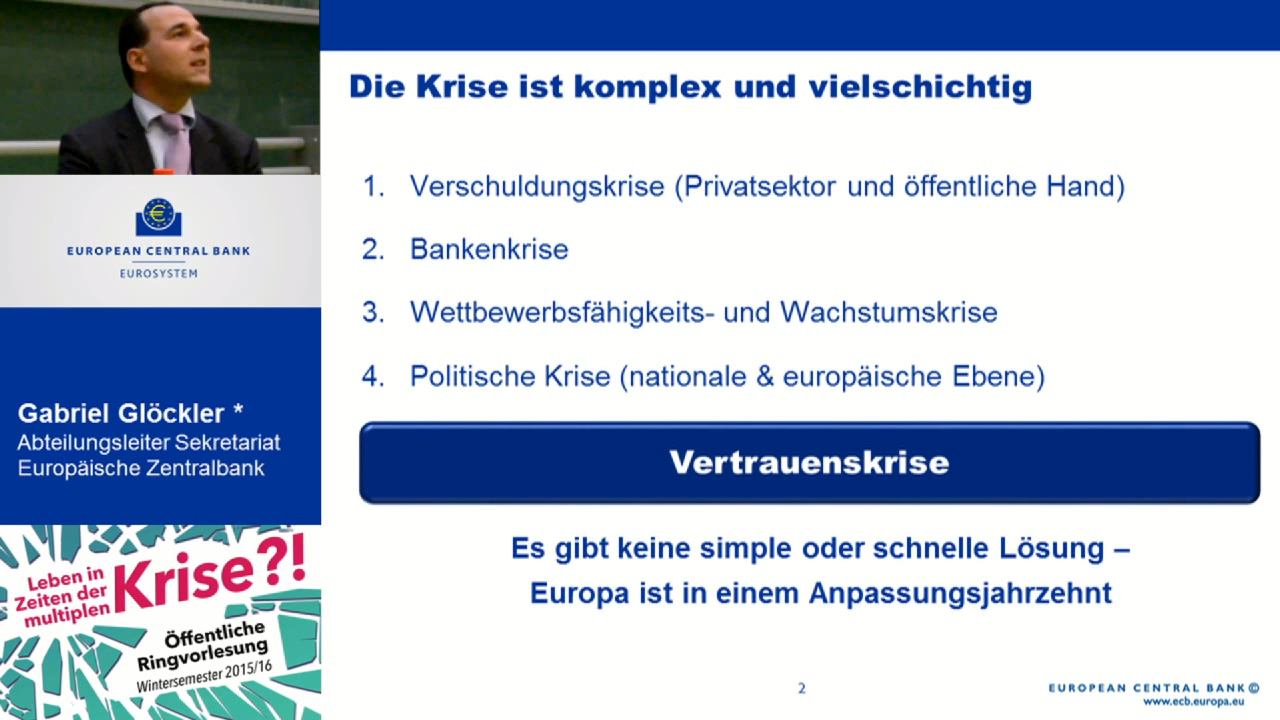 Die Krise ist komplex und vielschichtig
1. Verschuldungskrise (Privatsektor und öffentliche Hand)
2. Bankenkrise
3. Wettbewerbsfähigkeits- und Wachstumskrise
4. Politische Krise (nationale & europäische Ebene)
Vertrauenskrise
Es gibt keine simple oder schnelle Lösung –
Europa ist in einem Anpassungsjahrzehnt
2
EUROPEAN CENTRAL BANK©
www.ecb.europa.eu
€
EUROPEAN CENTRAL BANK
EUROSYSTEM
Gabriel Glöckler *
Abteilungsleiter Sekretariat
Europäische Zentralbank
Leben in
Zeiten der
multiplen
Krise?!
Öffentliche
Ringvorlesung
Wintersemester 2015/16